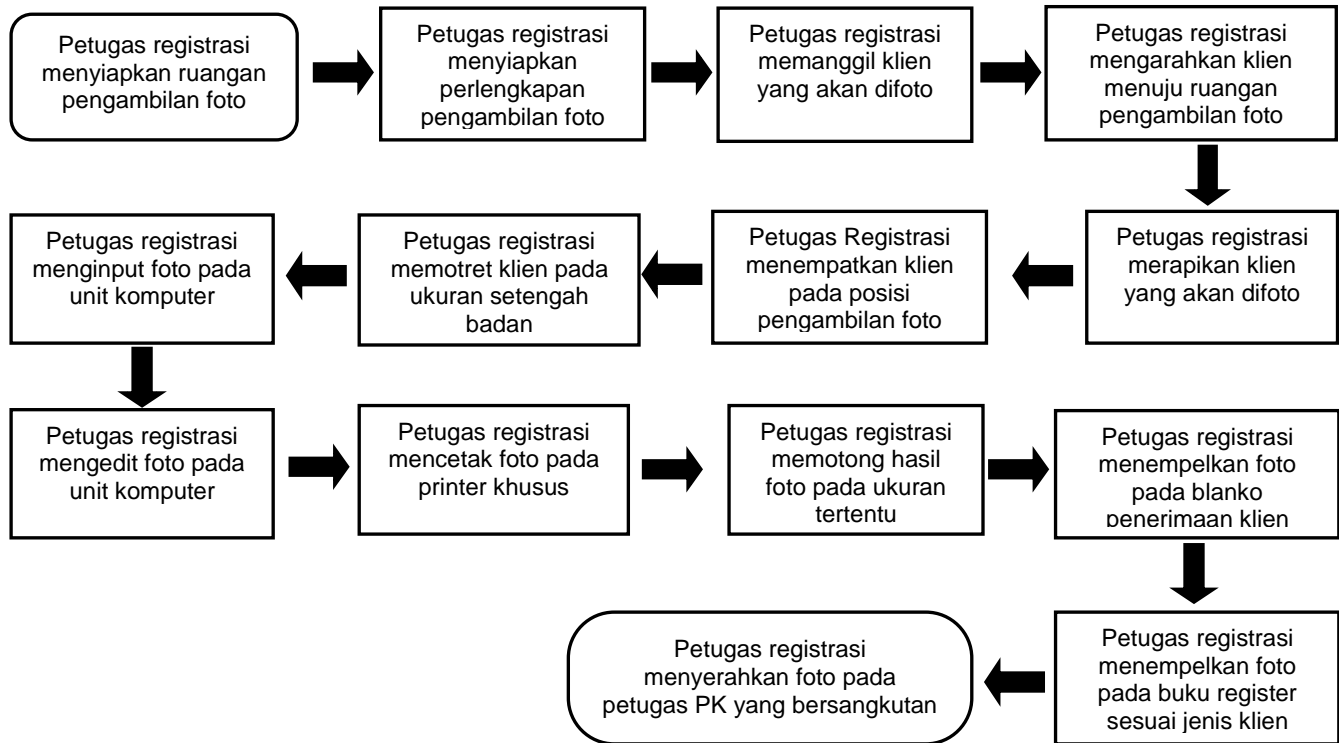 Petugas registrasi
menyiapkan ruangan
pengambilan foto
Petugas registrasi
menyiapkan
perlengkapan
pengambilan foto
Petugas registrasi
memanggil klien
yang akan difoto
Petugas registrasi
mengarahkan klien
menuju ruangan
pengambilan foto
Petugas registrasi
merapikan klien
yang akan difoto
Petugas Registrasi
menempatkan klien
pada posisi
pengambilan foto
Petugas registrasi
memotret klien pada
ukuran setengah
badan
Petugas registrasi
menginput foto pada
unit komputer
Petugas registrasi
mengedit foto pada
unit komputer
Petugas registrasi
mencetak foto pada
printer khusus
Petugas registrasi
memotong hasil
foto pada ukuran
tertentu
Petugas registrasi
menempelkan foto
pada blanko
penerimaan klien
Petugas registrasi
menempelkan foto
pada buku register
sesuai jenis klien
Petugas registrasi
menyerahkan foto pada
petugas PK yang bersangkutan